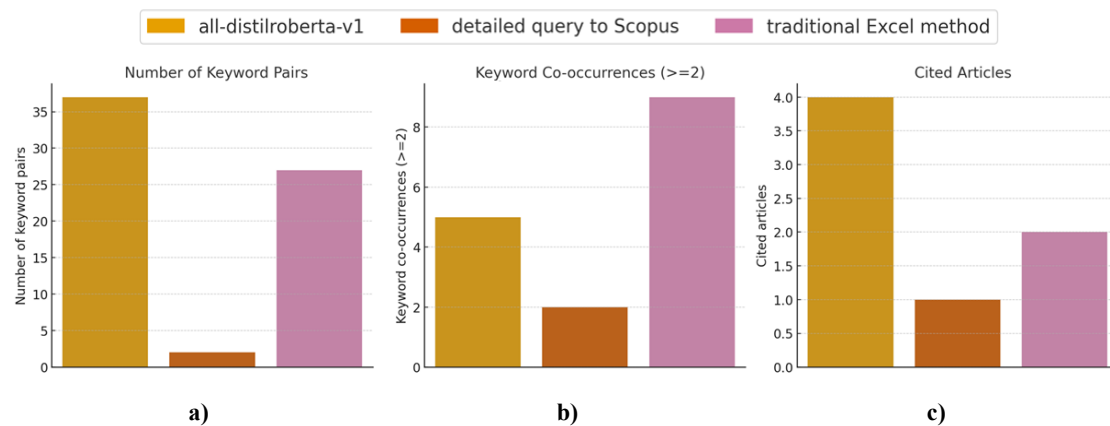 all-distilroberta-v1 detailed query to Scopus traditional Excel method
Number of Keyword Pairs
Number of keyword pairs
35
30
25
20
15
10
5
0
a)
Keyword Co-occurrences (>=2)
Keyword co-occurrences (>=2)
8
6
4
2
0
b)
Cited Articles
Cited articles
4.0
3.5
3.0
2.5
2.0
1.5
1.0
0.5
0.0
c)